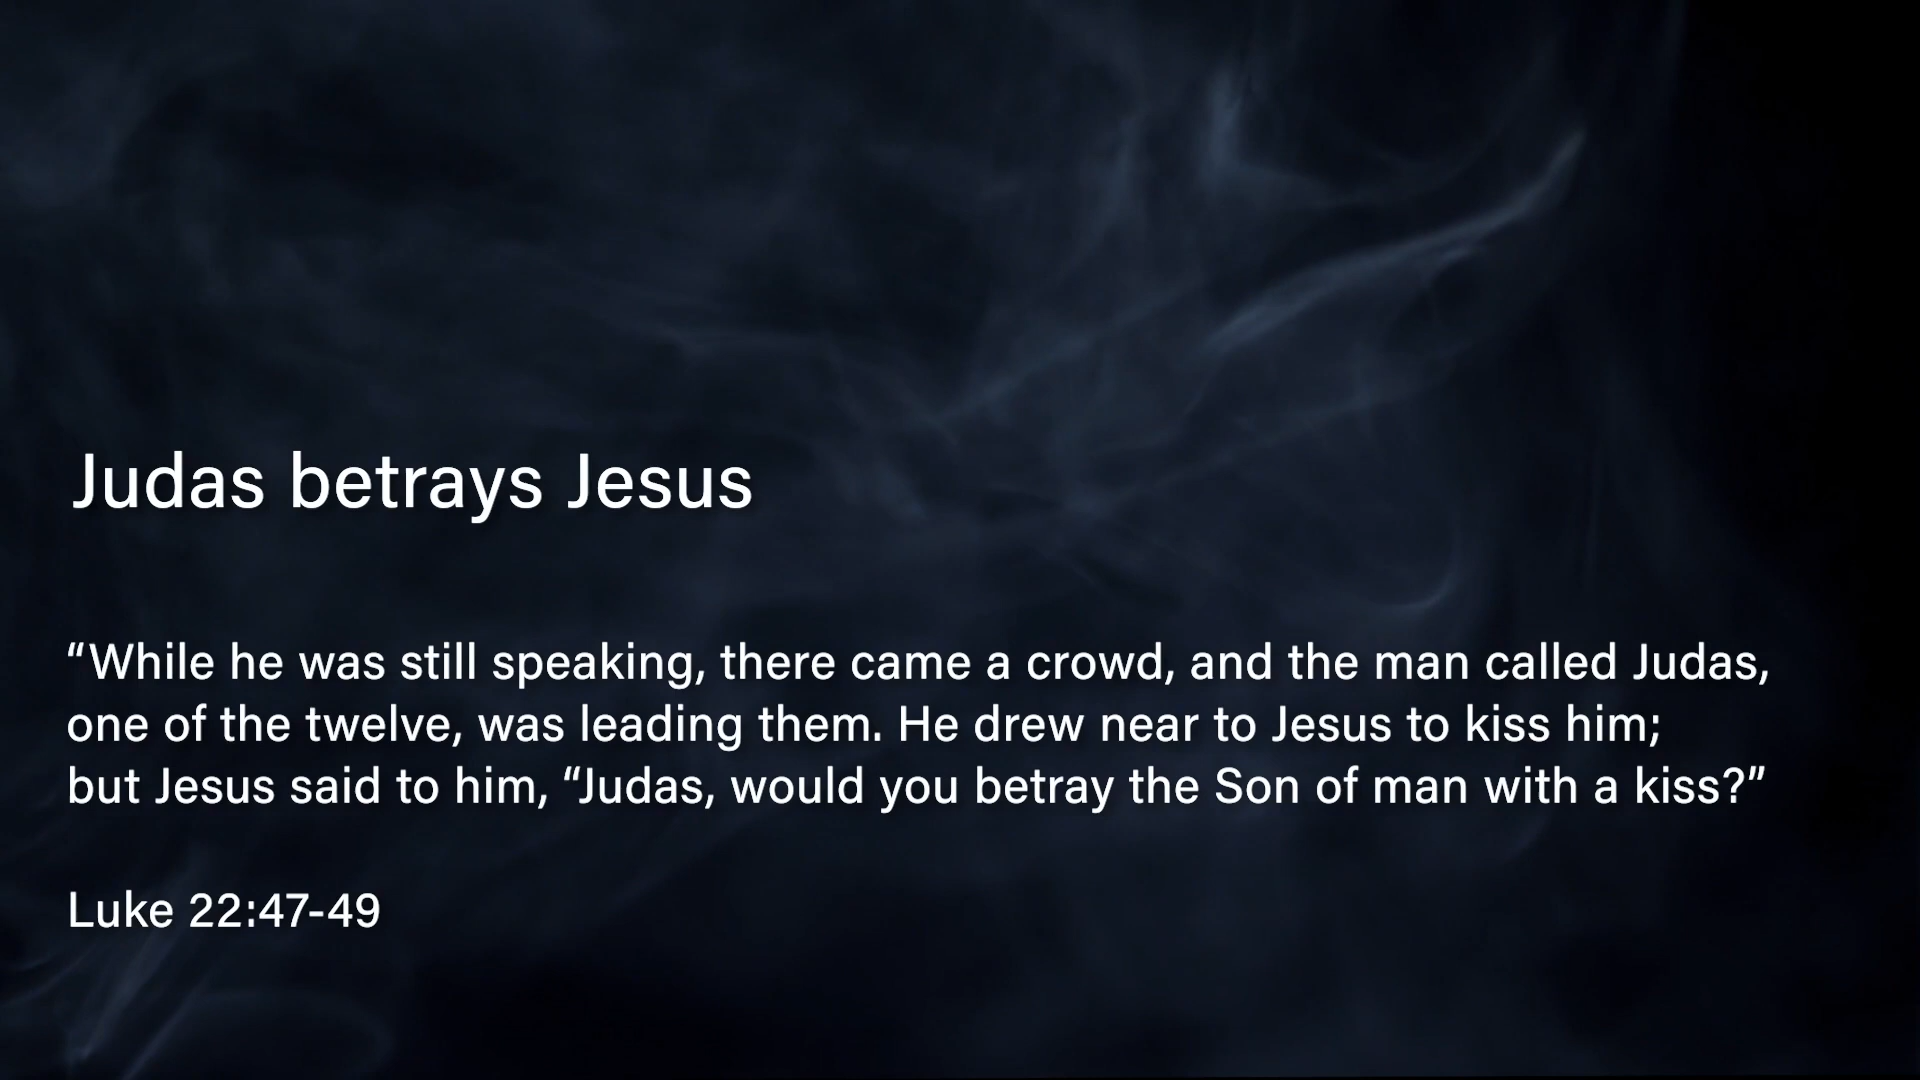 Judas betrays Jesus
“While he was still speaking, there came a crowd, and the man called Judas,
one of the twelve, was leading them. He drew near to Jesus to kiss him;
but Jesus said to him, “Judas, would you betray the Son of man with a kiss?”
Luke 22:47-49